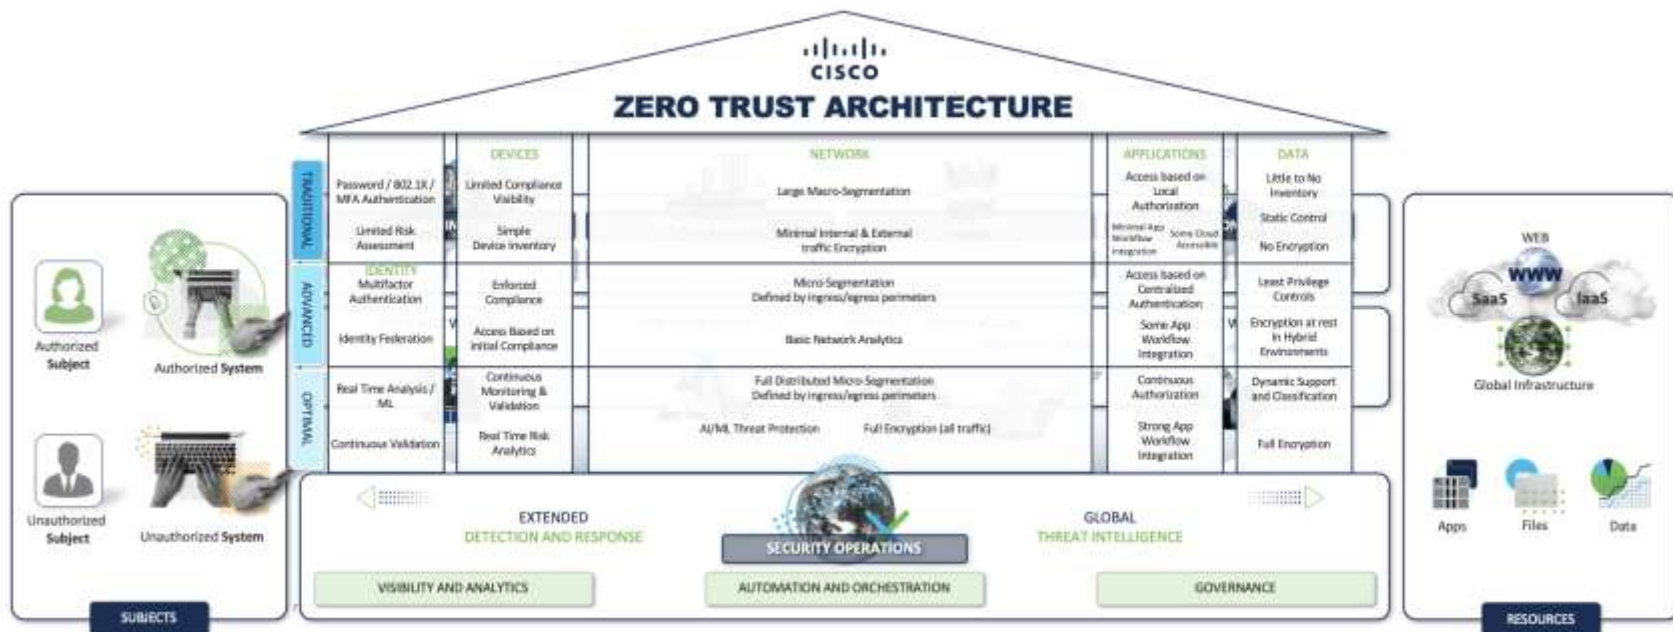 CISCO
ZERO TRUST ARCHITECTURE
TRADITIONAL
Password / 802.1X /
MFA Authentication
Limited Risk
Assessment
DEVICES
Limited Compliance
Visibility
Simple
Device Inventory
NETWORK
Large Macro-Segmentation
Minimal Internal & External
traffic Encryption
APPLICATIONS
Access based on
Local
Authorization
Minimal App
Workflow
Integration
Some Cloud
Accessible
DATA
Little to No
Inventory
Static Control
No Encryption
ADVANCED
IDENTITY
Multifactor
Authentication
Identity Federation
Enforced
Compliance
Access Based on
Initial Compliance
Micro-Segmentation
Defined by ingress/egress perimeters
Basic Network Analytics
Access based on
Centralized
Authentication
Some App
Workflow
Integration
Least Privilege
Controls
Encryption at rest
In Hybrid
Environments
OPTIMAL
Real Time Analysis /
ML
Continuous Validation
Continuous
Monitoring &
Validation
Real Time Risk
Analytics
Full Distributed Micro-Segmentation
Defined by ingress/egress perimeters
AI/ML Threat Protection
Full Encryption (all traffic)
Continuous
Authorization
Strong App
Workflow
Integration
Dynamic Support
and Classification
Full Encryption
Authorized
Subject
Authorized System
Unauthorized
Subject
Unauthorized System
SUBJECTS
EXTENDED
DETECTION AND RESPONSE
SECURITY OPERATIONS
GLOBAL
THREAT INTELLIGENCE
VISIBILITY AND ANALYTICS
AUTOMATION AND ORCHESTRATION
GOVERNANCE
WEB
WWW
SaaS
IaaS
Global Infrastructure
Apps
Files
Data
RESOURCES